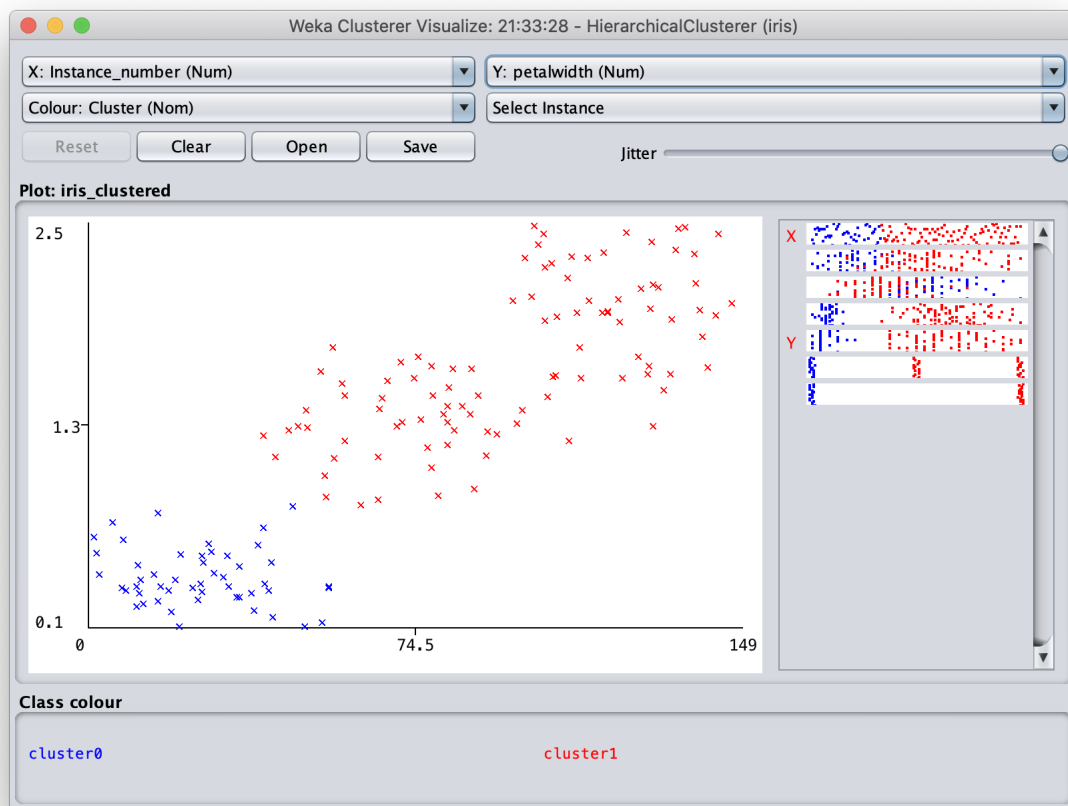 Weka Clusterer Visualize: 21:33:28 - HierarchicalClusterer (iris)
X: Instance_number (Num)
Y: petalwidth (Num)
Colour: Cluster (Nom)
Select Instance
Reset
Clear
Open
Save
Jitter
Plot: iris_clustered
2.5
1.3
0.1
0
74.5
149
X
Y
Class colour
cluster0
cluster1